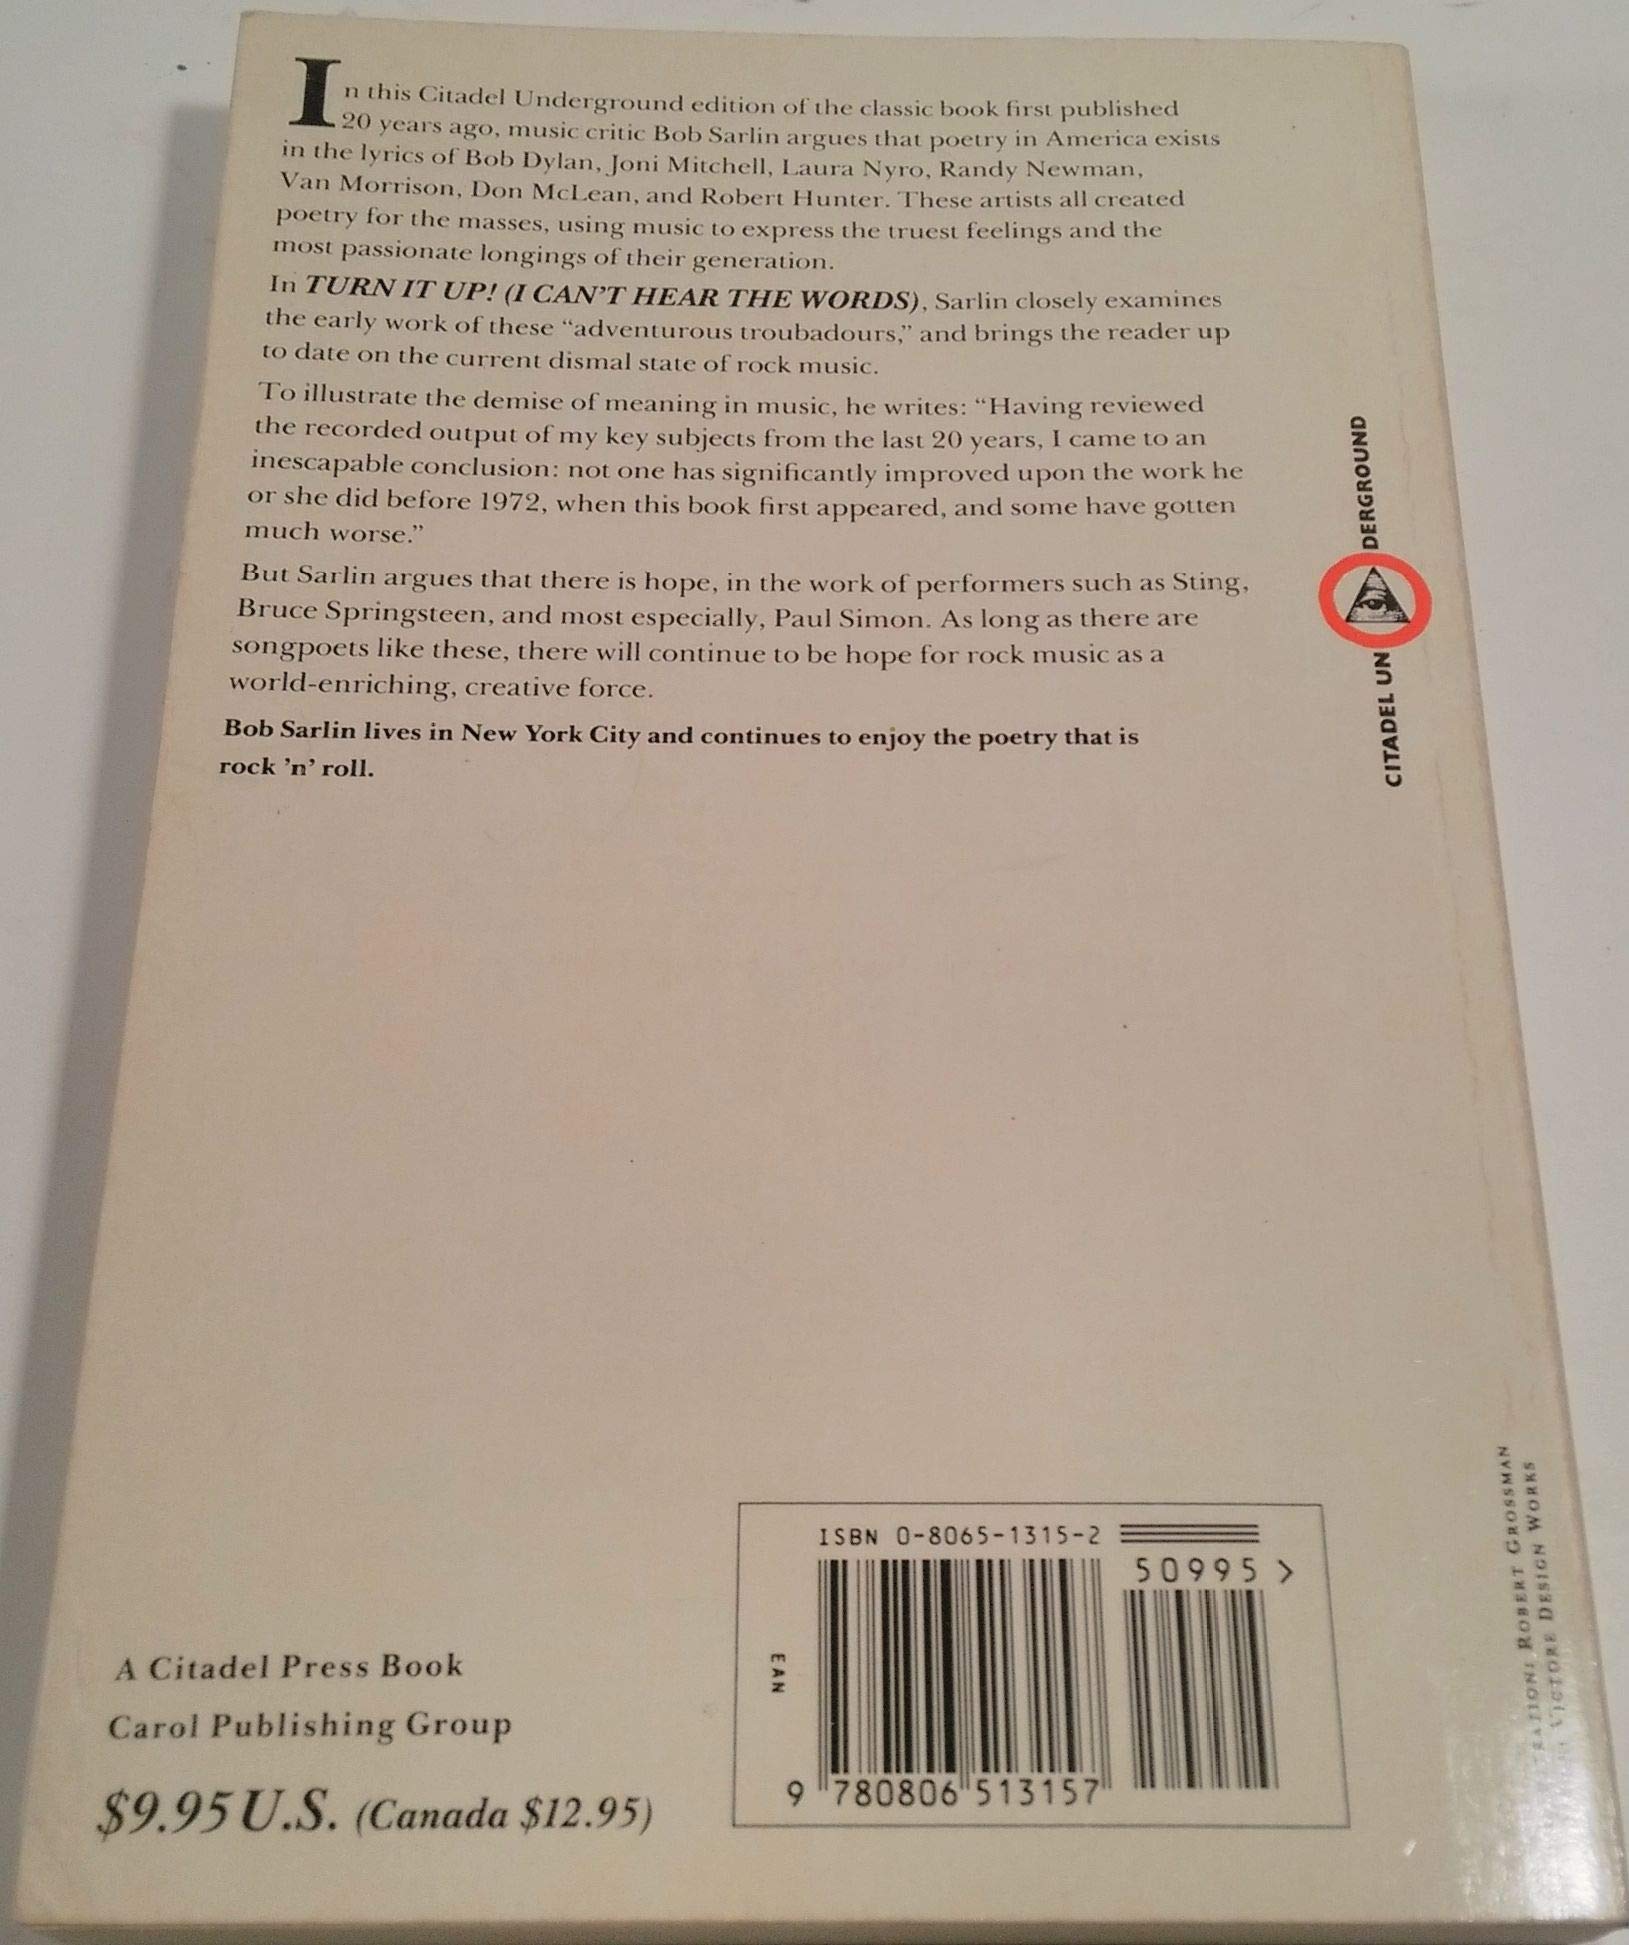 In this Citadel Underground edition of the classic book first published
20 years ago, music critic Bob Sarlin argues that poetry in America exists
in the lyrics of Bob Dylan, Joni Mitchell, Laura Nyro, Randy Newman,
Van Morrison, Don McLean, and Robert Hunter. These artists all created
poetry for the masses, using music to express the truest feelings and the
most passionate longings of their generation.
In TURN IT UP! (I CAN'T HEAR THE WORDS), Sarlin closely examines
the early work of these “adventurous troubadours,” and brings the reader up
to date on the current dismal state of rock music.
To illustrate the demise of meaning in music, he writes: “Having reviewed
the recorded output of my key subjects from the last 20 years, I came to an
inescapable conclusion: not one has significantly improved upon the work he
or she did before 1972, when this book first appeared, and some have gotten
much worse.”
But Sarlin argues that there is hope, in the work of performers such as Sting,
Bruce Springsteen, and most especially, Paul Simon. As long as there are
songpoets like these, there will continue to be hope for rock music as a
world-enriching, creative force.
Bob Sarlin lives in New York City and continues to enjoy the poetry that is
rock ’n’ roll.
CITADEL UN DERGROUND
ROBERT GROSSMAN
VICTORE DESIGN WORKS
A Citadel Press Book
Carol Publishing Group
$9.95 U.S. (Canada $12.95)
ISBN 0-8065-1315-2
50995 >
EAN
9 780806 513157